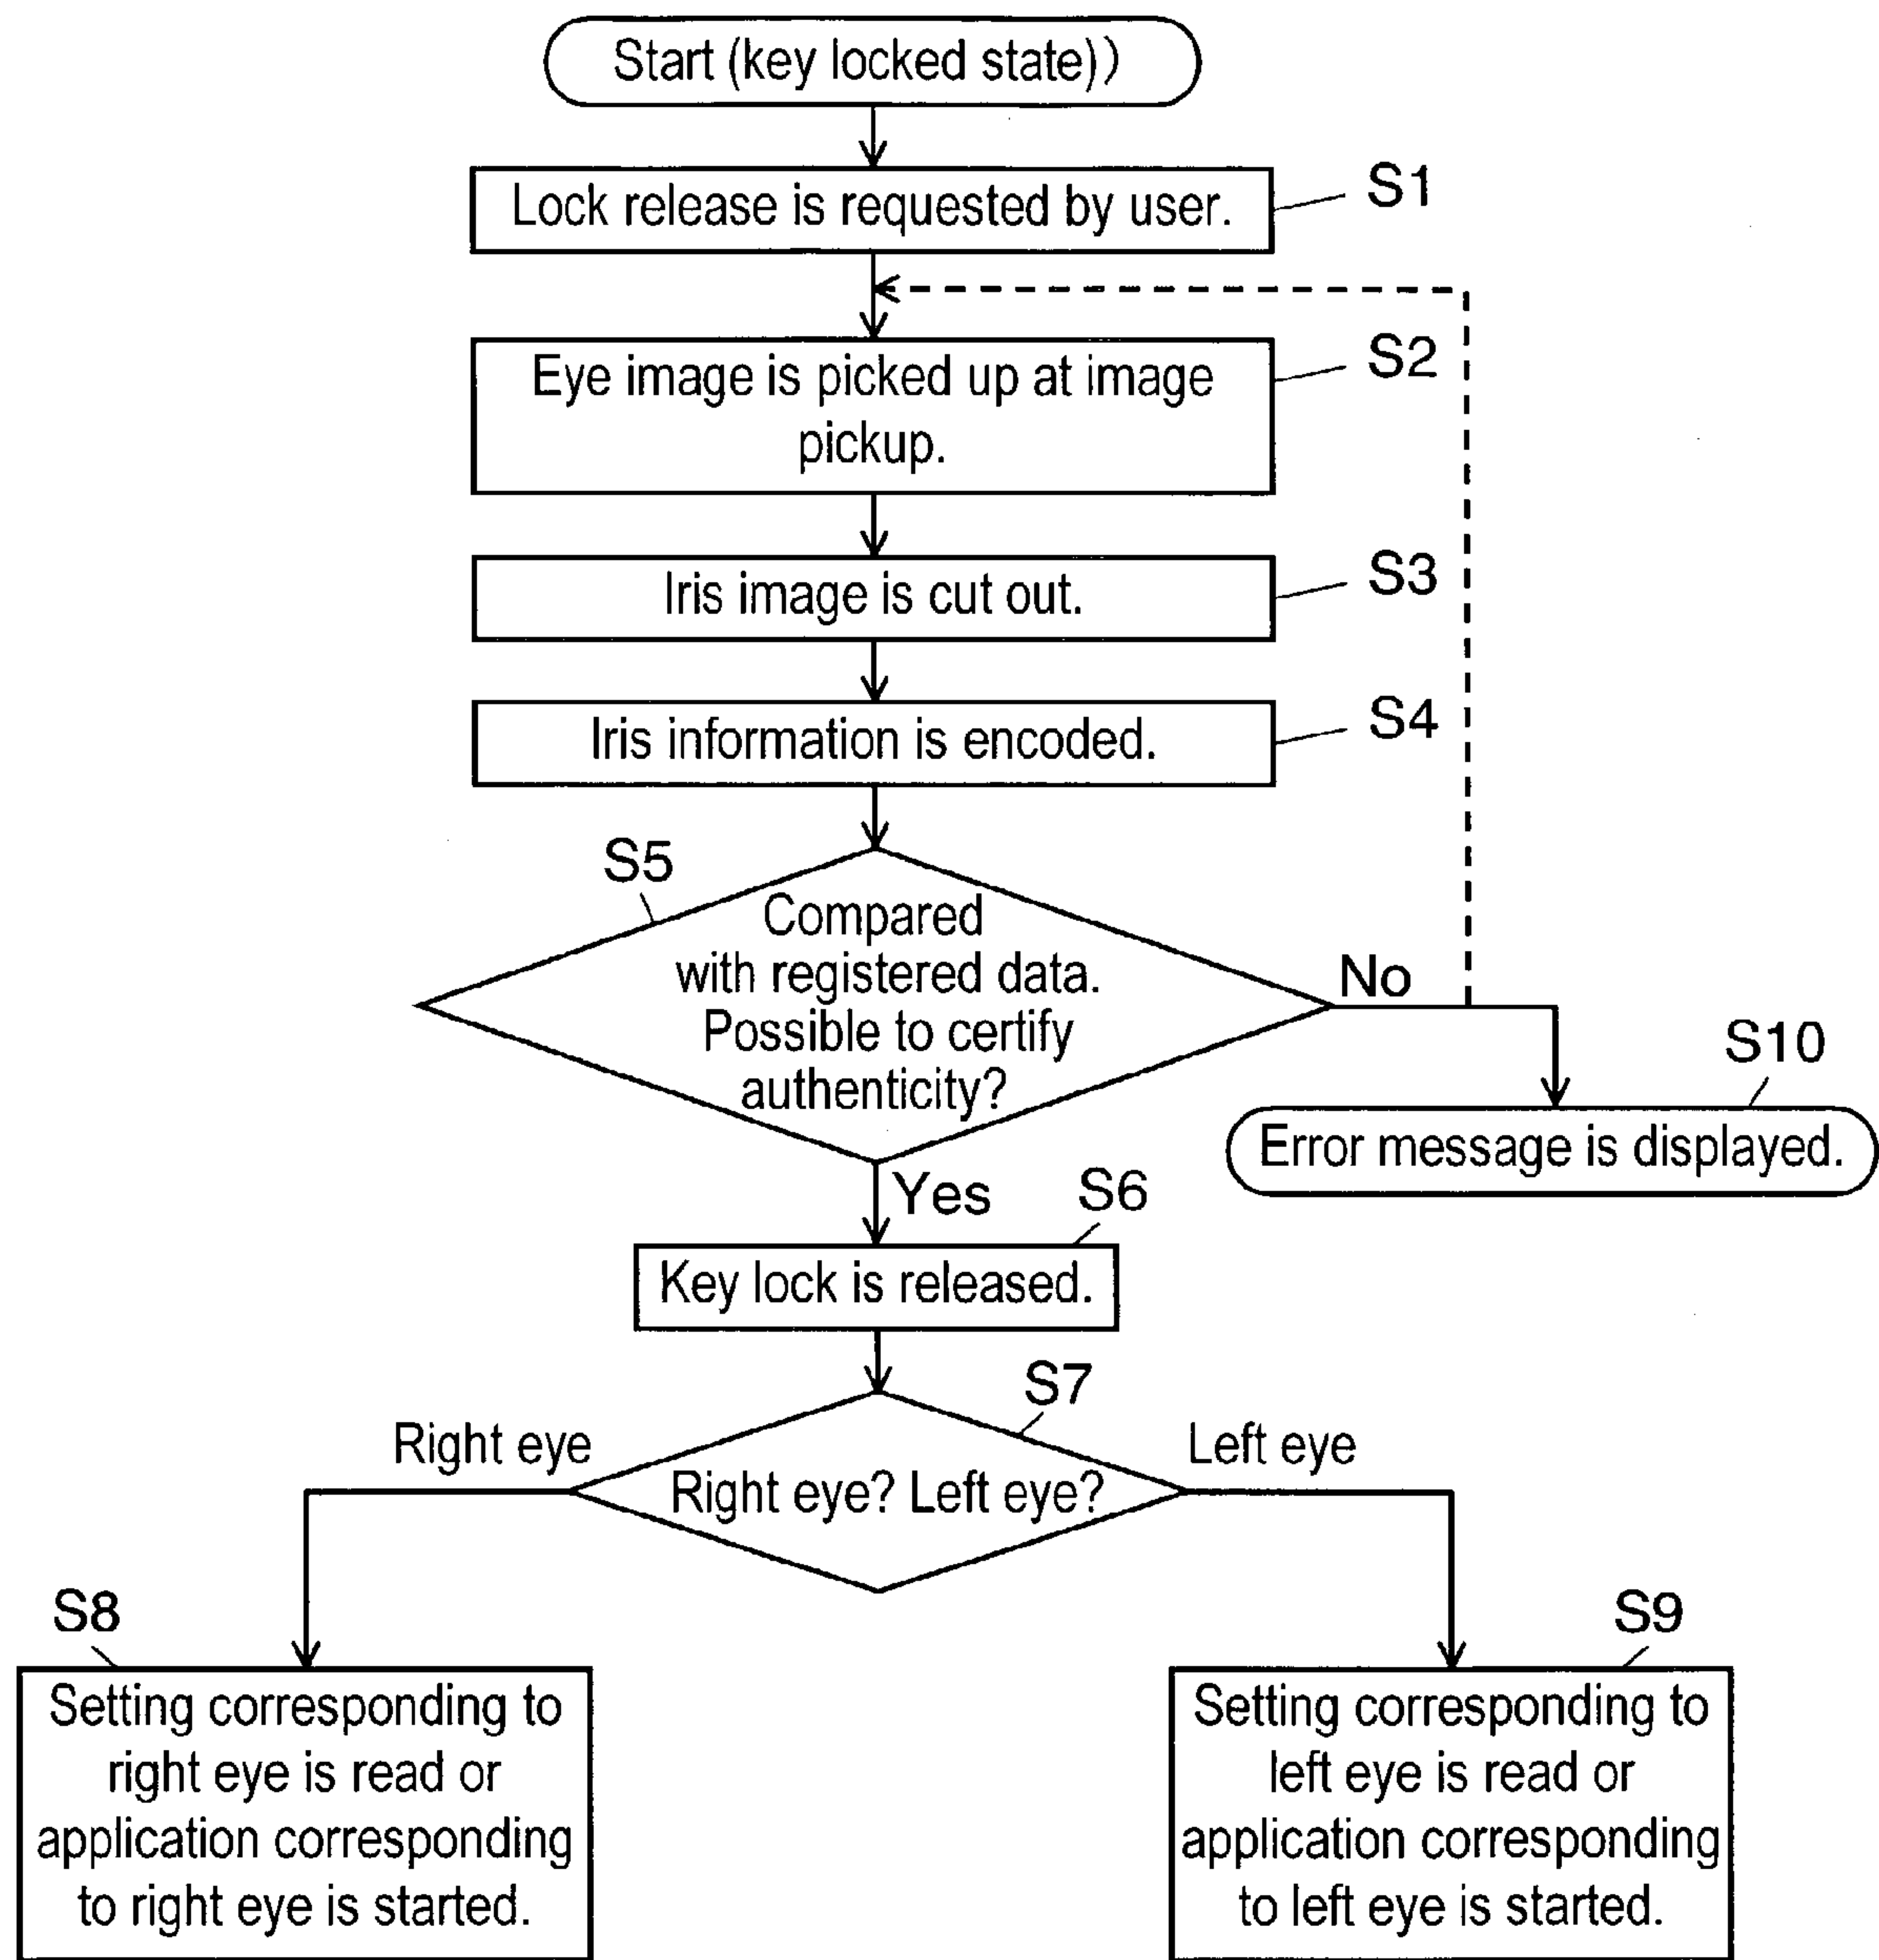 Start (key locked state))
Lock release is requested by user.
S1
Eye image is picked up at image
pickup.
S2
Iris image is cut out.
S3
Iris information is encoded.
S4
S5
Compared
with registered data.
Possible to certify
authenticity?
No
S10
Error message is displayed.
Yes
S6
Key lock is released.
S7
Right eye
Left eye
Right eye? Left eye?
S8
Setting corresponding to
right eye is read or
application corresponding
to right eye is started.
S9
Setting corresponding to
left eye is read or
application corresponding
to left eye is started.